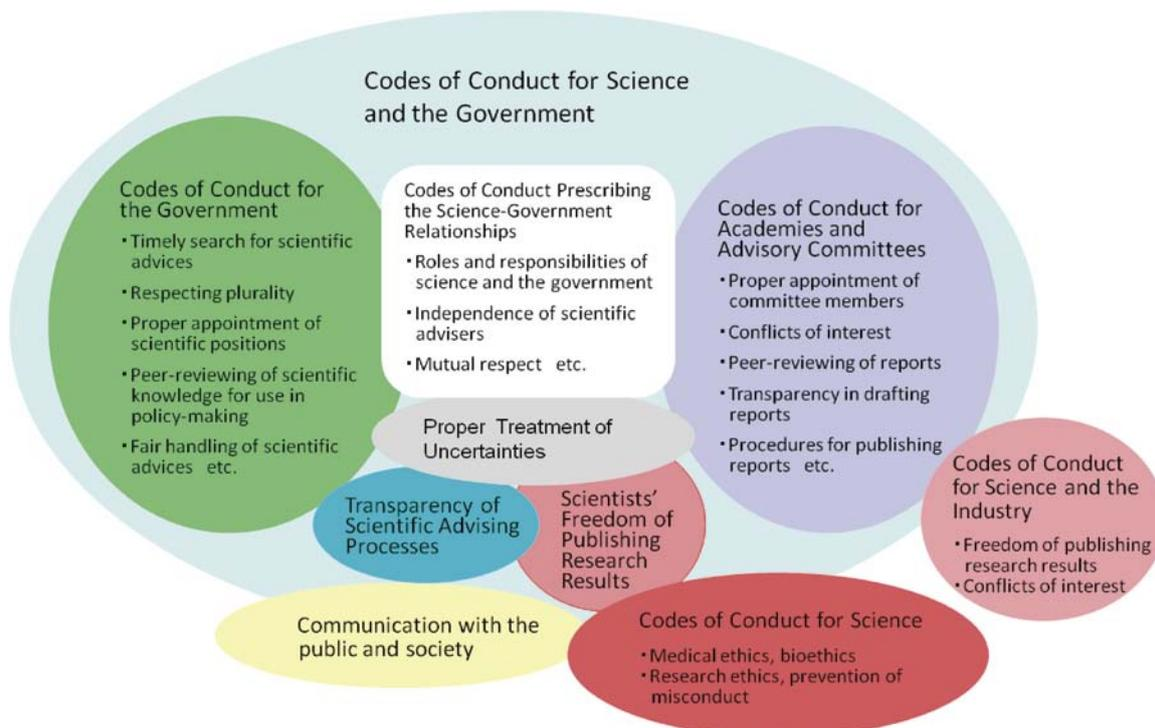 Codes of Conduct for Science
and the Government
Codes of Conduct for
the Government
・Timely search for scientific
advices
・Respecting plurality
・Proper appointment of
scientific positions
・Peer-reviewing of scientific
knowledge for use in
policy-making
・Fair handling of scientific
advices etc.
Codes of Conduct Prescribing
the Science-Government
Relationships
・Roles and responsibilities of
science and the government
・Independence of scientific
advisers
・Mutual respect etc.
Codes of Conduct for
Academies and
Advisory Committees
・Proper appointment of
committee members
・Conflicts of interest
・Peer-reviewing of reports
・Transparency in drafting
reports
・Procedures for publishing
reports etc.
Proper Treatment of
Uncertainties
Transparency of
Scientific Advising
Processes
Scientists’
Freedom of
Publishing
Research
Results
Codes of Conduct
for Science and the
Industry
・Freedom of publishing
research results
・Conflicts of interest
Communication with the
public and society
Codes of Conduct for Science
・Medical ethics, bioethics
・Research ethics, prevention of
misconduct